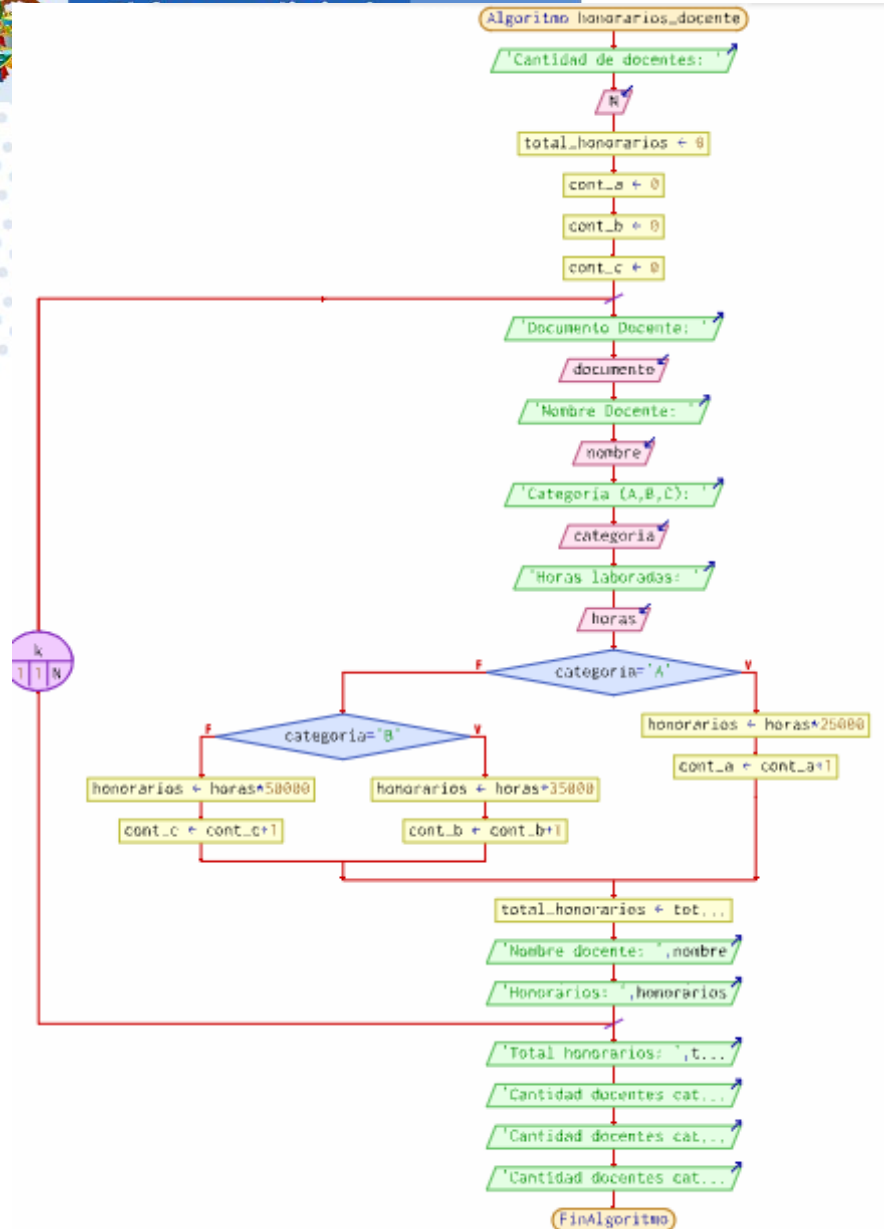 Algoritmo honorarios_docente
'Cantidad de docentes: '
N
total_honorarios ← 0
cont_a ← 0
cont_b ← 0
cont_c ← 0
'Documento Docente: '
documento
'Nombre Docente: '
nombre
'Categoría (A,B,C): '
categoria
'Horas laboradas: '
horas
k
1 1 N
categoria='A'
F V
categoria='B'
F V
honorarios ← horas*25000
cont_a ← cont_a+1
honorarios ← horas*50000
honorarios ← horas*35000
cont_c ← cont_c+1
cont_b ← cont_b+1
total_honorarios ← tot...
'Nombre docente: ',nombre
'Honorarios: ',honorarios
'Total honorarios: ',t...
'Cantidad docentes cat...
'Cantidad docentes cat...
'Cantidad docentes cat...
FinAlgoritmo